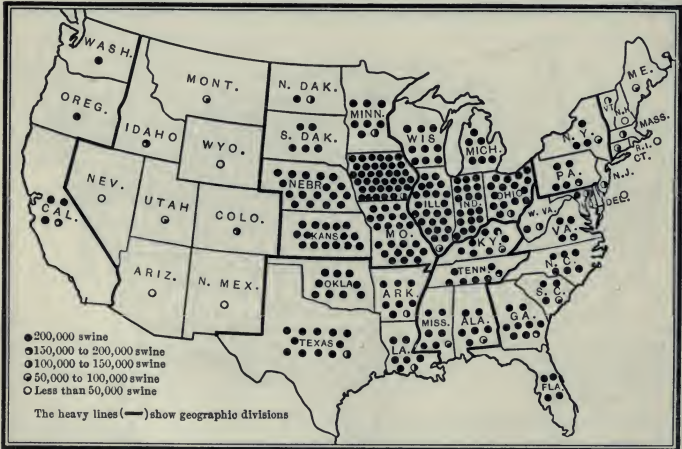 WASH.
MONT.
N. DAK.
MINN.
ME.
OREG.
IDAHO
S. DAK.
WIS.
MICH.
VT.
N.H.
MASS.
N.Y.
R.I.
CT.
WYO.
NEBR.
PA.
N.J.
NEV.
UTAH
COLO.
ILL.
IND.
OHIO
DEL.
CAL.
KANS.
MO.
W. VA.
VA.
KY.
ARIZ.
N. MEX.
OKLA.
ARK.
TENN.
N.C.
S.C.
TEXAS
LA.
MISS.
ALA.
GA.
FLA.
200,000 swine
150,000 to 200,000 swine
100,000 to 150,000 swine
50,000 to 100,000 swine
Less than 50,000 swine
The heavy lines (━) show geographic divisions